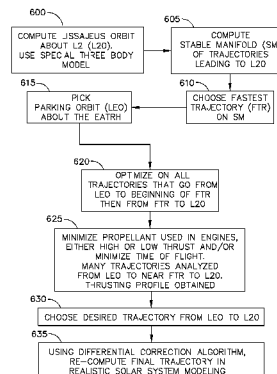 600
COMPUTE LISSAJEUS ORBIT
ABOUT L2 (L20).
USE SPECIAL THREE BODY
MODEL
605
COMPUTE
STABLE MANIFOLD (SM)
OF TRAJECTORIES
LEADING TO L20
615
PICK
PARKING ORBIT (LEO)
ABOUT THE EATRH
610
CHOOSE FASTEST
TRAJECTORY (FTR)
ON SM
620
OPTIMIZE ON ALL
TRAJECTORIES THAT GO FROM
LEO TO BEGINNING OF FTR
THEN FROM FTR TO L20
625
MINIMIZE PROPELLANT USED IN ENGINES,
EITHER HIGH OR LOW THRUST AND/OR
MINIMIZE TIME OF FLIGHT.
MANY TRAJECTORIES ANALYZED
FROM LEO TO NEAR FTR TO L20.
THRUSTING PROFILE OBTAINED
630
CHOOSE DESIRED TRAJECTORY FROM LEO TO L20
635
USING DIFFERENTIAL CORRECTION ALGORITHM,
RE-COMPUTE FINAL TRAJECTORY IN
REALISTIC SOLAR SYSTEM MODELING